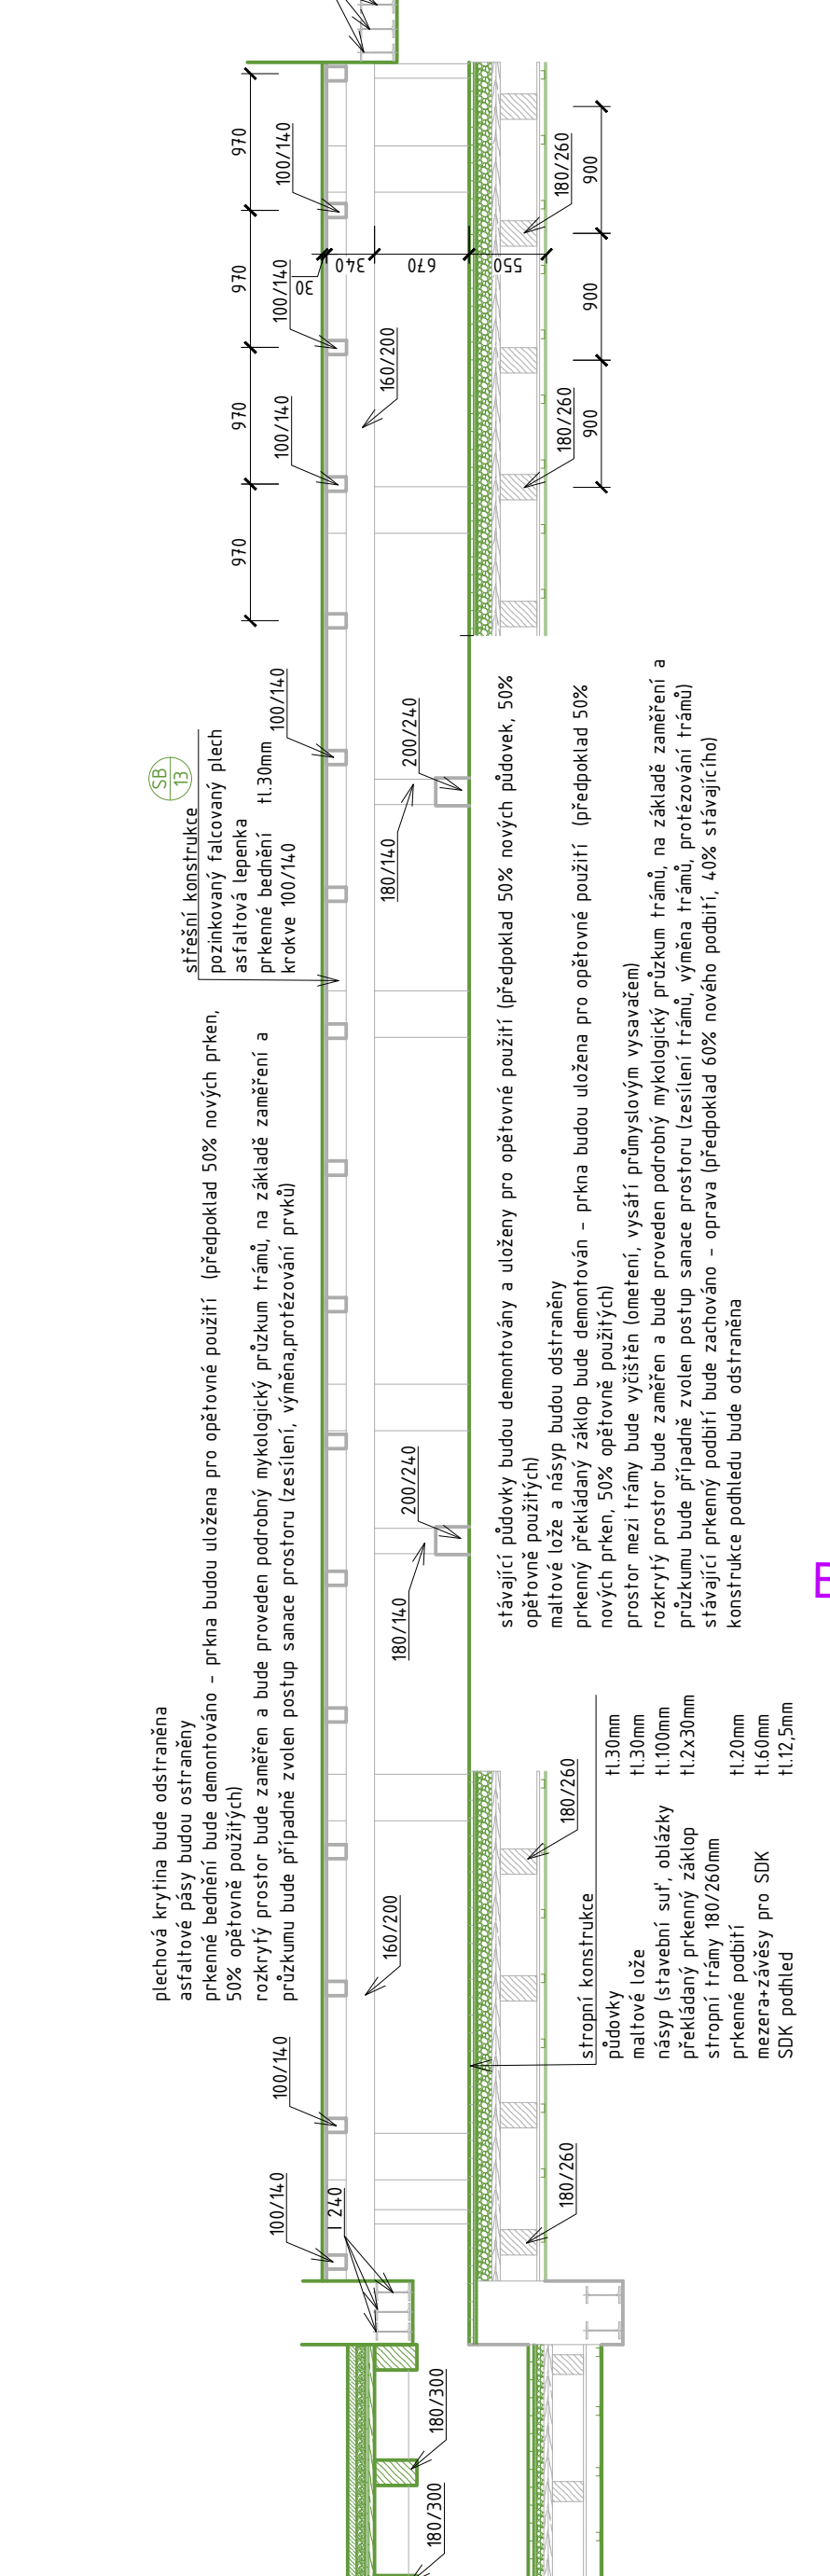 plechová krytina bude odstraněna
asfaltové pásy budou ostraněny
prkenné bednění bude demontováno – prkna budou uložena pro opětovné použití (předpoklad 50% nových prken,
50% opětovně použitých)
rozkrytý prostor bude zaměřen a bude proveden podrobný mykologický průzkum trámů, na základě zaměření a
průzkumu bude případně zvolen postup sanace prostoru (zesílení, výměna,protézování prvků)
SB
13
střešní konstrukce
pozinkovaný falcovaný plech
asfaltová lepenka
prkenné bednění tl.30mm
krokve 100/140
970
970
970
970
100/140
100/140
100/140
100/140
100/140
100/140
I 240
30
340
670
550
160/200
160/200
180/140
200/240
180/140
200/240
180/300
180/300
stávající půdovky budou demontovány a uloženy pro opětovné použití (předpoklad 50% nových půdovek, 50%
opětovně použitých)
maltové lože a násyp budou odstraněny
prkenný překládaný záklop bude demontován – prkna budou uložena pro opětovné použití (předpoklad 50%
nových prken, 50% opětovně použitých)
prostor mezi trámy bude vyčištěn (ometení, vysátí průmyslovým vysavačem)
rozkrytý prostor bude zaměřen a bude proveden podrobný mykologický průzkum trámů, na základě zaměření a
průzkumu bude případně zvolen postup sanace prostoru (zesílení trámů, výměna trámů, protézování trámů)
stávající prkenný podbití bude zachováno – oprava (předpoklad 60% nového podbití, 40% stávajícího)
konstrukce podhledu bude odstraněna
180/260
180/260
180/260
180/260
900
900
900
stropní konstrukce
půdovky tl.30mm
maltové lože tl.30mm
násyp (stavební suť, oblázky tl.100mm
překládaný prkenný záklop tl.2x30mm
stropní trámy 180/260mm
prkenné podbití tl.20mm
mezera+závěsy pro SDK tl.60mm
SDK podhled tl.12,5mm